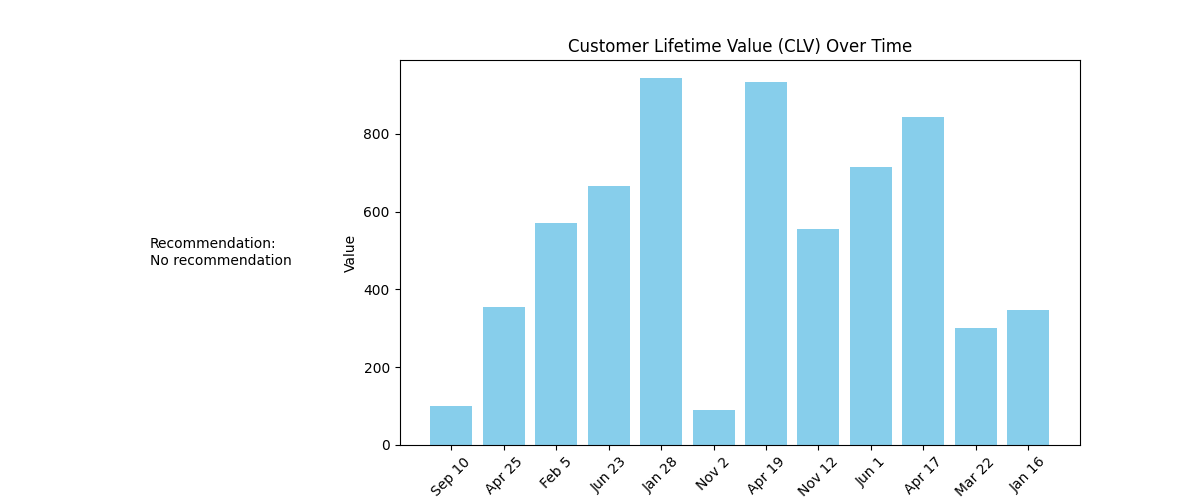 Customer Lifetime Value (CLV) Over Time
Recommendation:
No recommendation
Value
800
600
400
200
0
Sep 10
Apr 25
Feb 5
Jun 23
Jan 28
Nov 2
Apr 19
Nov 12
Jun 1
Apr 17
Mar 22
Jan 16